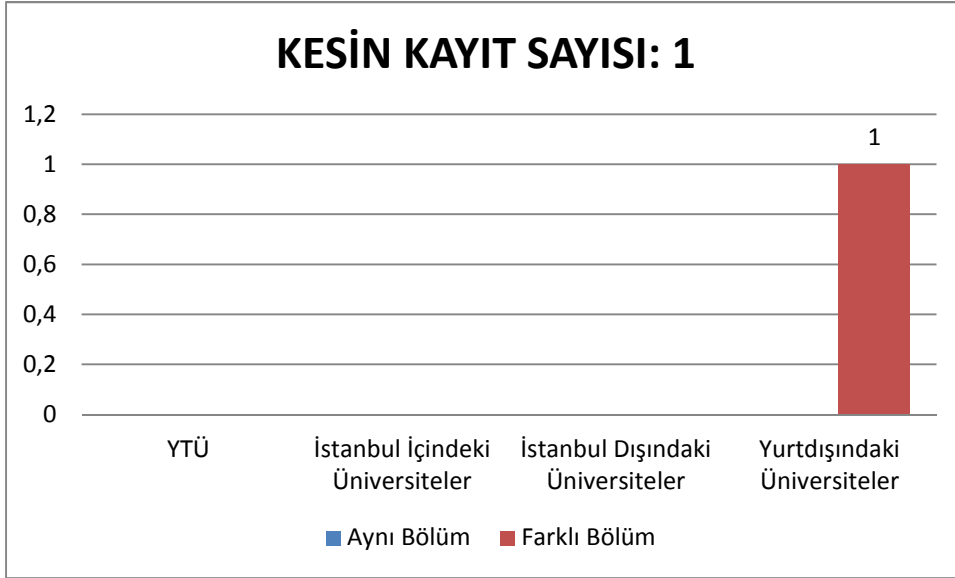 KESİN KAYIT SAYISI: 1
1,2
1
0,8
0,6
0,4
0,2
0
1
YTÜ
İstanbul İçindeki
Üniversiteler
İstanbul Dışındaki
Üniversiteler
Yurtdışındaki
Üniversiteler
Aynı Bölüm
Farklı Bölüm